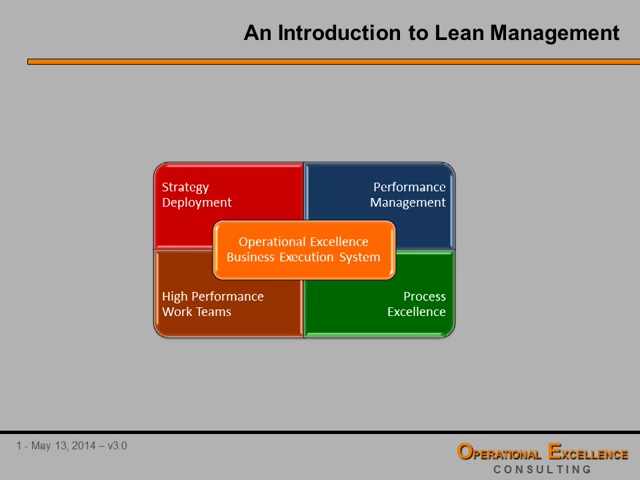 An Introduction to Lean Management
Strategy
Deployment
Performance
Management
Operational Excellence
Business Execution System
High Performance
Work Teams
Process
Excellence
1 - May 13, 2014 – v3.0
OPERATIONAL EXCELLENCE
CONSULTING